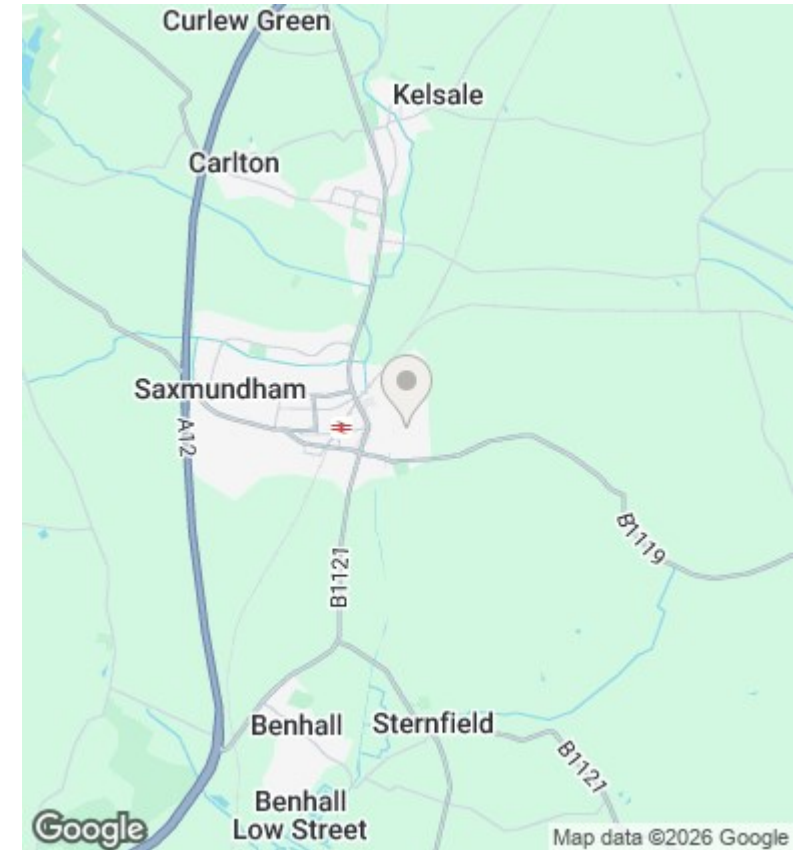 Curlew Green
Kelsale
Carlton
Saxmundham
A12
B1119
B1121
Benhall
Sternfield
B1121
Benhall
Low Street
Google
Map data ©2026 Google